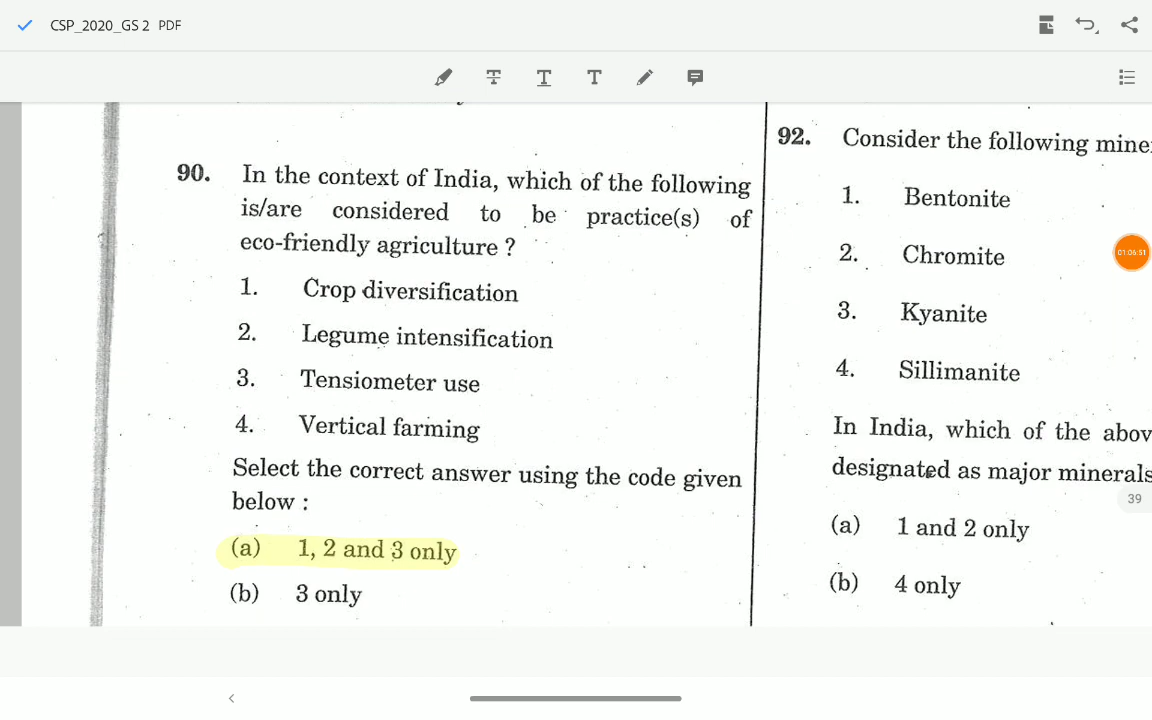 CSP_2020_GS 2 PDF
90. In the context of India, which of the following
is/are considered to be practice(s) of
eco-friendly agriculture ?
1. Crop diversification
2. Legume intensification
3. Tensiometer use
4. Vertical farming
Select the correct answer using the code given
below :
(a) 1, 2 and 3 only
(b) 3 only
92. Consider the following mine
1. Bentonite
2. Chromite
3. Kyanite
4. Sillimanite
In India, which of the abov
designated as major minerals
(a) 1 and 2 only
(b) 4 only
01:06:51
39